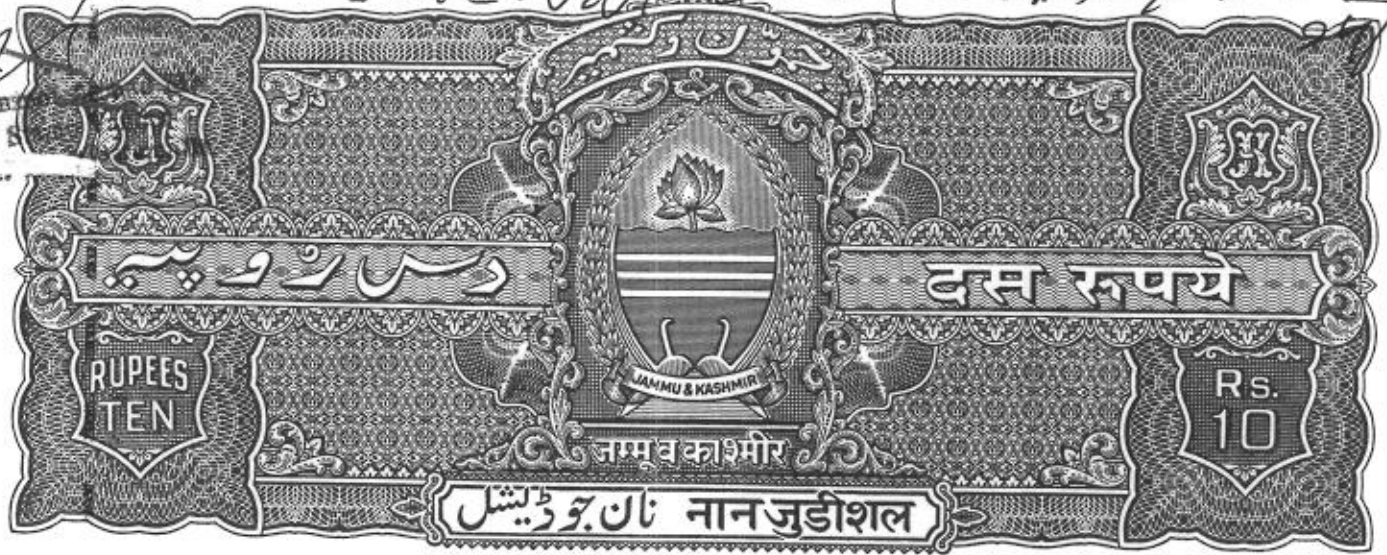 جموں و کشمیر
J
K
دس روپیہ
दस रूपये
JAMMU & KASHMIR
RUPEES
TEN
Rs.
10
जम्मू व काश्मीर
نان جوڈیشل नान जुडीशल